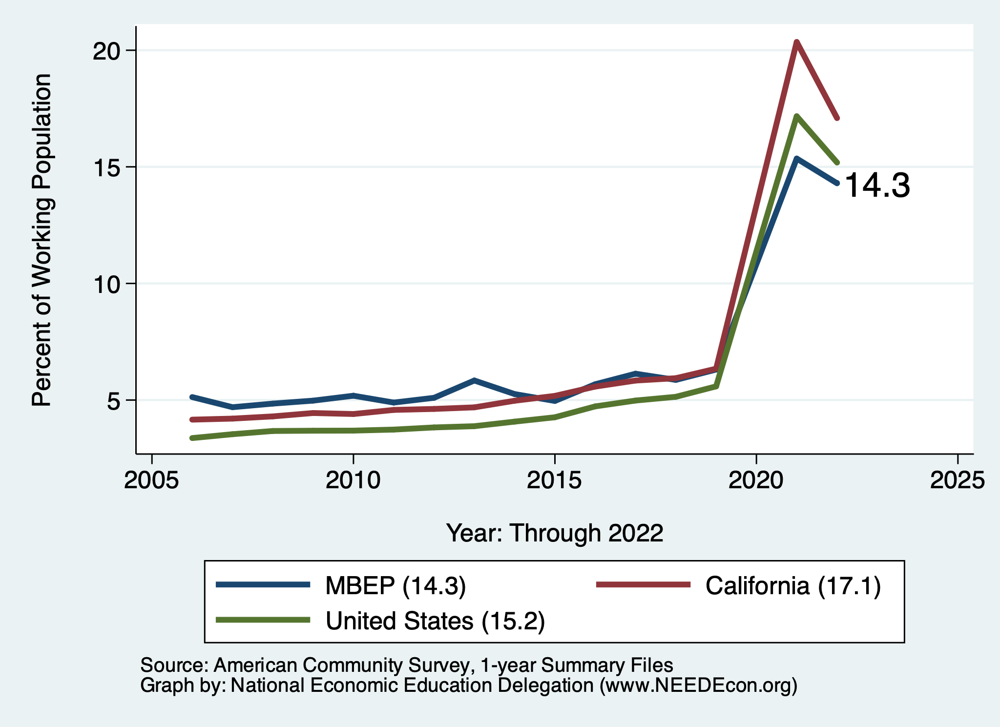 20
15
10
5
Percent of Working Population
14.3
2005 2010 2015 2020 2025
Year: Through 2022
MBEP (14.3) California (17.1)
United States (15.2)
Source: American Community Survey, 1-year Summary Files
Graph by: National Economic Education Delegation (www.NEEDEcon.org)